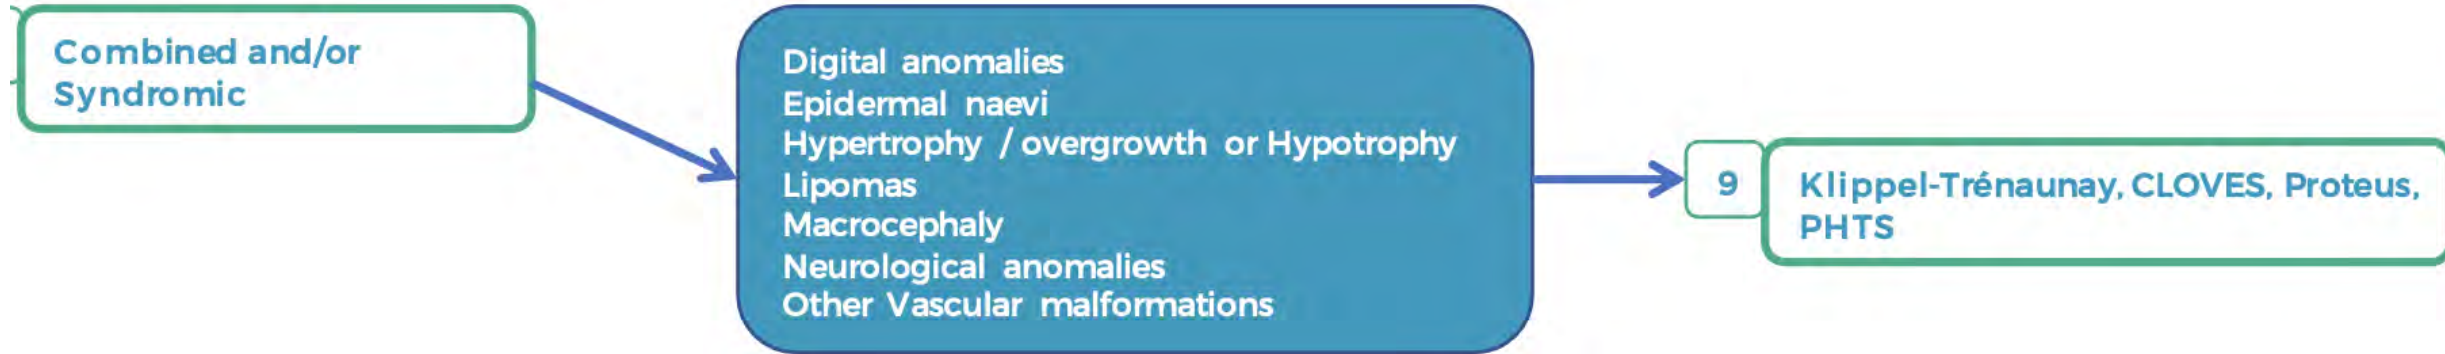 Combined and/or
Syndromic
Digital anomalies
Epidermal naevi
Hypertrophy / overgrowth or Hypotrophy
Lipomas
Macrocephaly
Neurological anomalies
Other Vascular malformations
9
Klippel-Trénaunay, CLOVES, Proteus,
PHTS